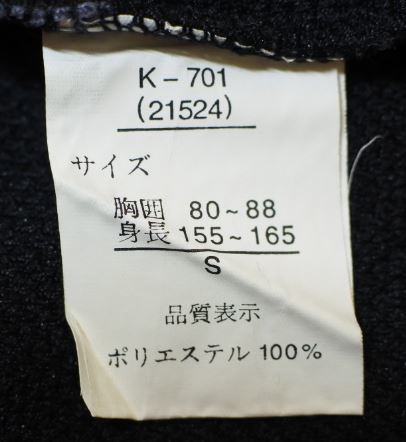 K-701
(21524)
サイズ
胸囲 80~88
身長 155~165
S
品質表示
ポリエステル 100%